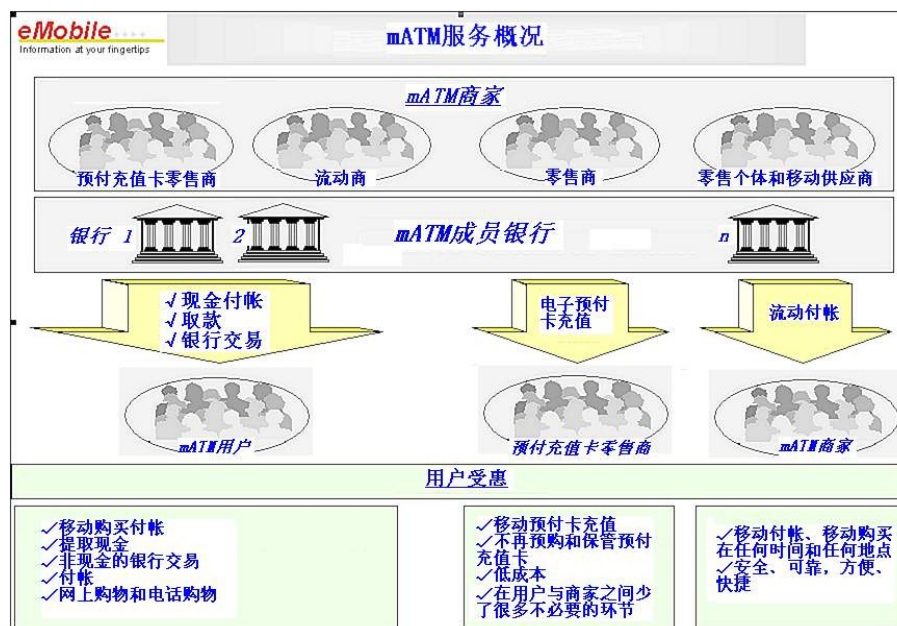 eMobile
Information at your fingertips
mATM服务概况
mATM商家
预付充值卡零售商
流动商
零售商
零售个体和移动供应商
银行 1
2
mATM成员银行
n
√现金付帐
√取款
√银行交易
电子预付
卡充值
流动付帐
mATM用户
预付充值卡零售商
mATM商家
用户受惠
✓移动购买付帐
✓提取现金
✓非现金的银行交易
✓付帐
✓网上购物和电话购物
✓移动预付卡充值
✓不再预购和保管预付
充值卡
✓低成本
✓在用户与商家之间少
了很多不必要的环节
✓移动付帐、移动购买
在任何时间和任何地点
✓安全、可靠，方便、
快捷